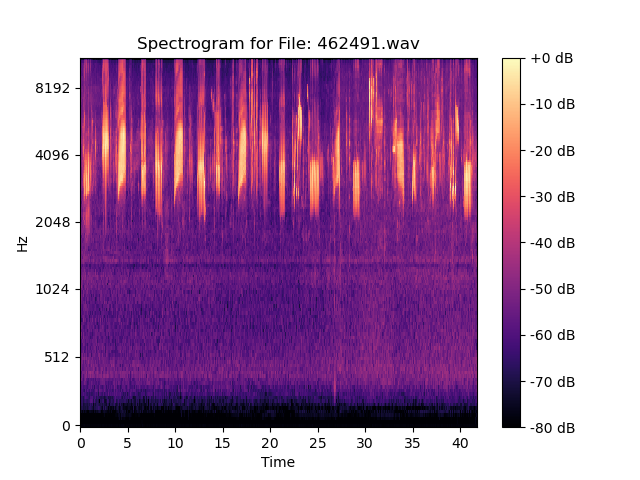 Spectrogram for File: 462491.wav
+0 dB
8192
-10 dB
4096
-20 dB
-30 dB
2048
Hz
-40 dB
1024
-50 dB
512
-60 dB
-70 dB
0
-80 dB
0 5 10 15 20 25 30 35 40
Time